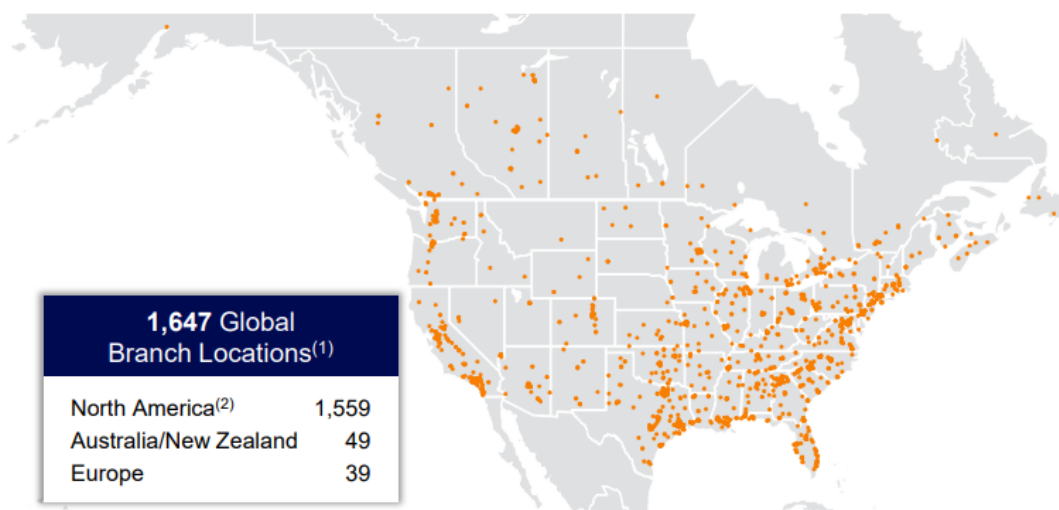 1,647 Global
Branch Locations(1)
North America(2) 1,559
Australia/New Zealand 49
Europe 39